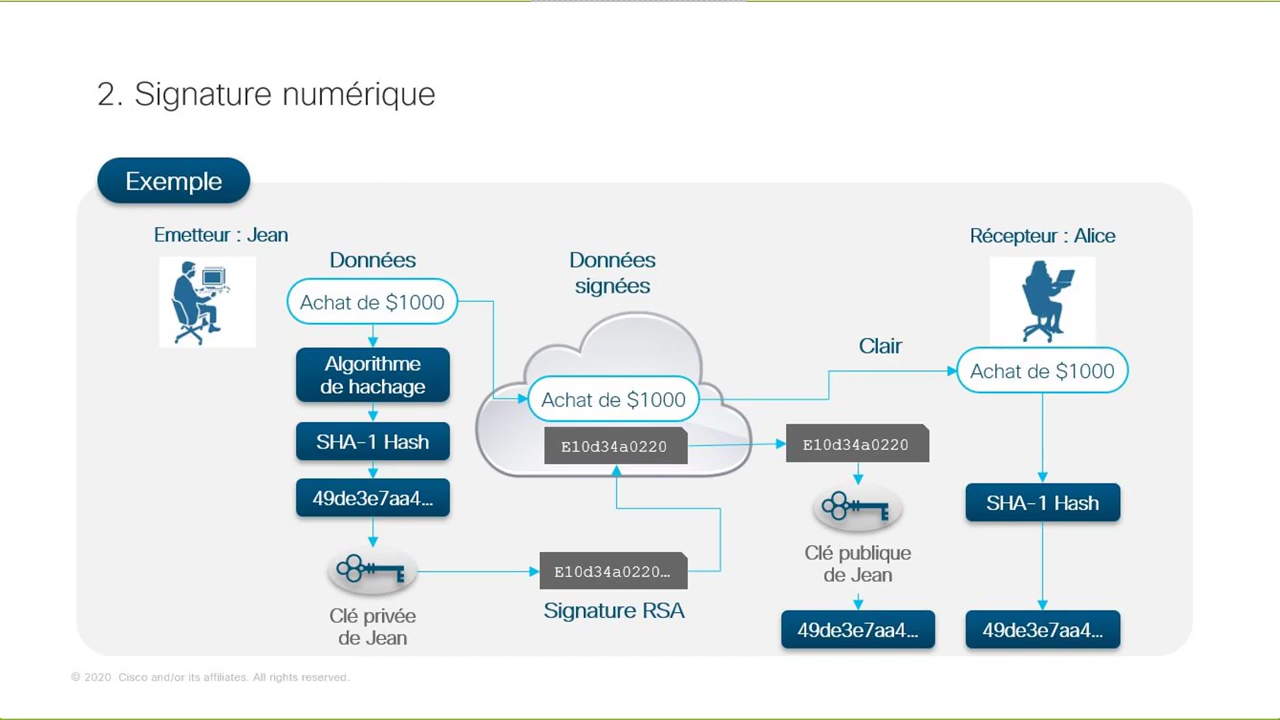 2. Signature numérique
Exemple
Emetteur : Jean
Données
Achat de $1000
Algorithme
de hachage
SHA-1 Hash
49de3e7aa4...
Clé privée
de Jean
Données
signées
Achat de $1000
E10d34a0220
E10d34a0220...
Signature RSA
Clair
E10d34a0220
Clé publique
de Jean
49de3e7aa4...
Récepteur : Alice
Achat de $1000
SHA-1 Hash
49de3e7aa4...
© 2020 Cisco and/or its affiliates. All rights reserved.